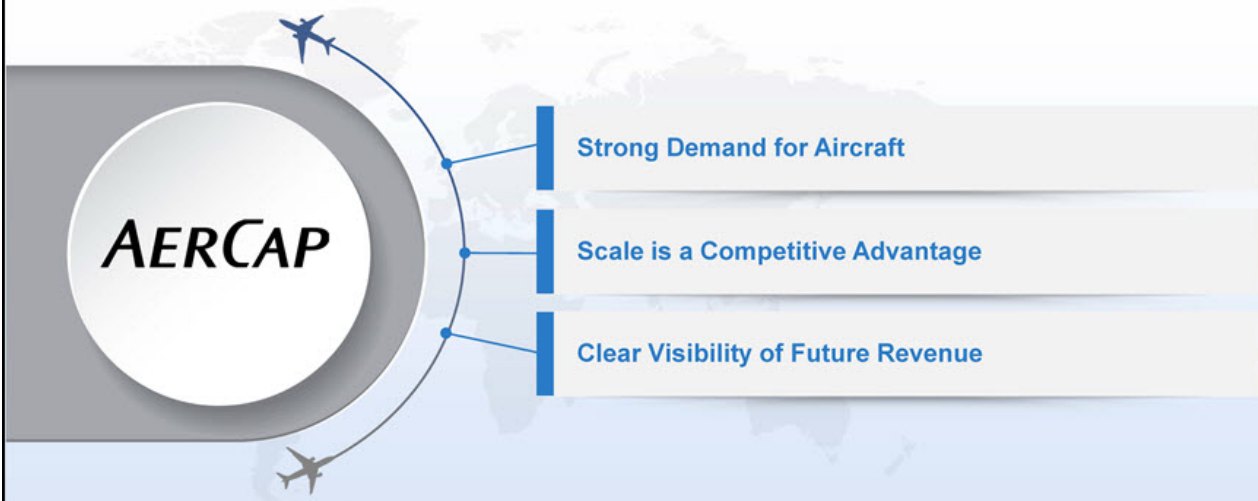 AERCAP
Strong Demand for Aircraft
Scale is a Competitive Advantage
Clear Visibility of Future Revenue